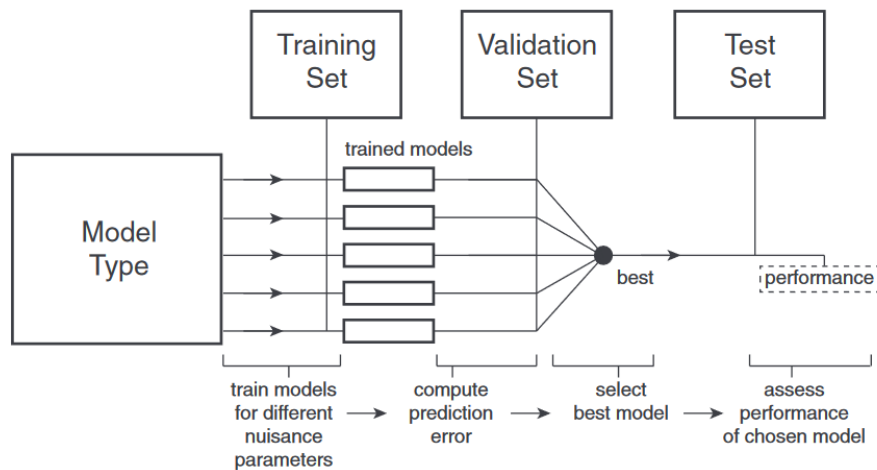 Training
Set
Validation
Set
Test
Set
trained models
Model
Type
best
performance
train models
for different
nuisance
parameters
compute
prediction
error
select
best model
assess
performance
of chosen model